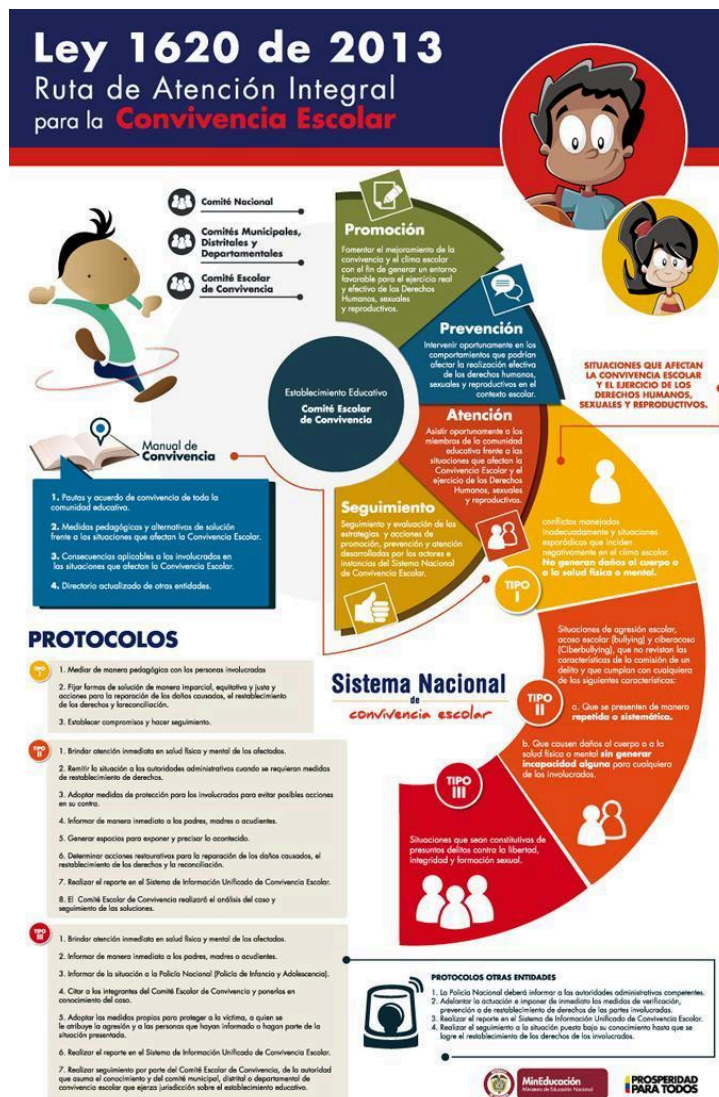 Ley 1620 de 2013
Ruta de Atención Integral
para la Convivencia Escolar
Comité Nacional
Comités Municipales,
Distritales y
Departamentales
Comité Escolar
de Convivencia
Promoción
Fomentar el mejoramiento de la
convivencia y el clima escolar
con el fin de generar un entorno
favorable para el ejercicio real
y efectivo de los Derechos
Humanos, sexuales
y reproductivos.
Prevención
Intervenir oportunamente en los
comportamientos que podrían
afectar la realización efectiva
de los derechos humanos,
sexuales y reproductivos en el
contexto escolar.
Establecimiento Educativo
Comité Escolar
de Convivencia
Atención
Asistir oportunamente a los
miembros de la comunidad
educativa frente a las
situaciones que afectan la
Convivencia Escolar y el
ejercicio de los Derechos
Humanos, sexuales
y reproductivos.
Seguimiento
Seguimiento y evaluación de las
estrategias y acciones de
promoción, prevención y atención
desarrolladas por los actores e
instancias del Sistema Nacional
de Convivencia Escolar.
SITUACIONES QUE AFECTAN
LA CONVIVENCIA ESCOLAR
Y EL EJERCICIO DE LOS
DERECHOS HUMANOS,
SEXUALES Y REPRODUCTIVOS.
Manual de
Convivencia
1. Pautas y acuerdo de convivencia de toda la
comunidad educativa.
2. Medidas pedagógicas y alternativas de solución
frente a las situaciones que afectan la Convivencia Escolar.
3. Consecuencias aplicables a los involucrados en
las situaciones que afectan la Convivencia Escolar.
4. Directorio actualizado de otras entidades.
TIPO
I
conflictos manejados
inadecuadamente y situaciones
esporádicas que inciden
negativamente en el clima escolar.
No generan daños al cuerpo o
a la salud física o mental.
TIPO
II
Situaciones de agresión escolar,
acoso escolar (bullying) y ciberacoso
(Ciberbullying), que no revistan las
características de la comisión de un
delito y que cumplan con cualquiera
de las siguientes características:
a. Que se presenten de manera
repetida o sistemática.
b. Que causen daños al cuerpo o a la
salud física o mental sin generar
incapacidad alguna para cualquiera
de los involucrados.
TIPO
III
Situaciones que sean constitutivas de
presuntos delitos contra la libertad,
integridad y formación sexual.
Sistema Nacional
de
convivencia escolar
PROTOCOLOS
TIPO
I
1. Mediar de manera pedagógica con las personas involucradas
2. Fijar formas de solución de manera imparcial, equitativa y justa y
acciones para la reparación de los daños causados, el restablecimiento
de los derechos y lareconciliación.
3. Establecer compromisos y hacer seguimiento.
TIPO
II
1. Brindar atención inmediata en salud física y mental de los afectados.
2. Remitir la situación a las autoridades administrativas cuando se requieran medidas
de restablecimiento de derechos.
3. Adoptar medidas de protección para los involucrados para evitar posibles acciones
en su contra.
4. Informar de manera inmediata a los padres, madres o acudientes.
5. Generar espacios para exponer y precisar lo acontecido.
6. Determinar acciones restaurativas para la reparación de los daños causados, el
restablecimiento de los derechos y la reconciliación.
7. Realizar el reporte en el Sistema de Información Unificado de Convivencia Escolar.
8. El Comité Escolar de Convivencia realizará el análisis del caso y
seguimiento de las soluciones.
TIPO
III
1. Brindar atención inmediata en salud física y mental de los afectados.
2. Informar de manera inmediata a los padres, madres o acudientes.
3. Informar de la situación a la Policía Nacional (Policía de Infancia y Adolescencia).
4. Citar a los integrantes del Comité Escolar de Convivencia y ponerlos en
conocimiento del caso.
5. Adoptar las medidas propias para proteger a la víctima, a quien se
le atribuye la agresión y a las personas que hayan informado o hagan parte de la
situación presentada.
6. Realizar el reporte en el Sistema de Información Unificado de Convivencia Escolar.
7. Realizar seguimiento por parte del Comité Escolar de Convivencia, de la autoridad
que asuma el conocimiento y del comité municipal, distrital o departamental de
convivencia escolar que ejerza jurisdicción sobre el establecimiento educativo.
PROTOCOLOS OTRAS ENTIDADES
1. La Policía Nacional deberá informar a las autoridades administrativas competentes.
2. Adelantar la actuación e imponer de inmediato las medidas de verificación,
prevención o de restablecimiento de derechos de las partes involucradas.
3. Realizar el reporte en el Sistema de Información Unificado de Convivencia Escolar.
4. Realizar el seguimiento a la situación puesta bajo su conocimiento hasta que se
logre el restablecimiento de los derechos de los involucrados.
MinEducación
Ministerio de Educación Nacional
PROSPERIDAD
PARA TODOS